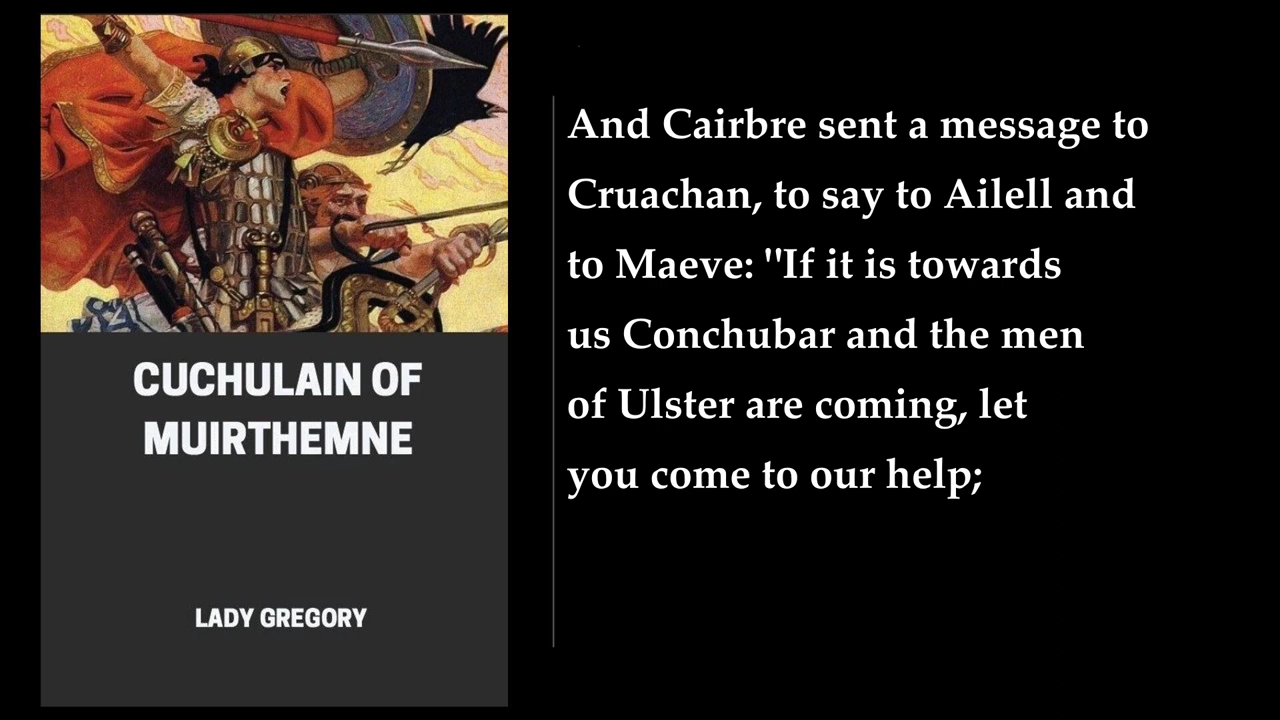 CUCHULAIN OF
MUIRTHEMNE
LADY GREGORY
And Cairbre sent a message to
Cruachan, to say to Ailell and
to Maeve: "If it is towards
us Conchubar and the men
of Ulster are coming, let
you come to our help;